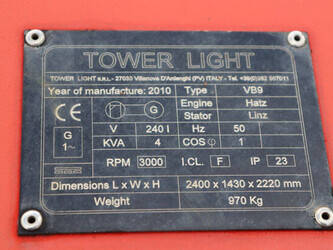 TOWER LIGHT
TOWER LIGHT S.R.L. - 27030 Villanova D'Ardenghi (PV) ITALY - Tel. +39(0)382 567011
Year of manufacture: 2010 Type VB9
CE G Engine Hatz
Stator Linz
G 1~ V 240 I Hz 50
KVA 4 COS 1
RPM 3000 I.CL. F IP 23
Dimensions L x W x H 2400 x 1430 x 2220 mm
Weight 970 Kg